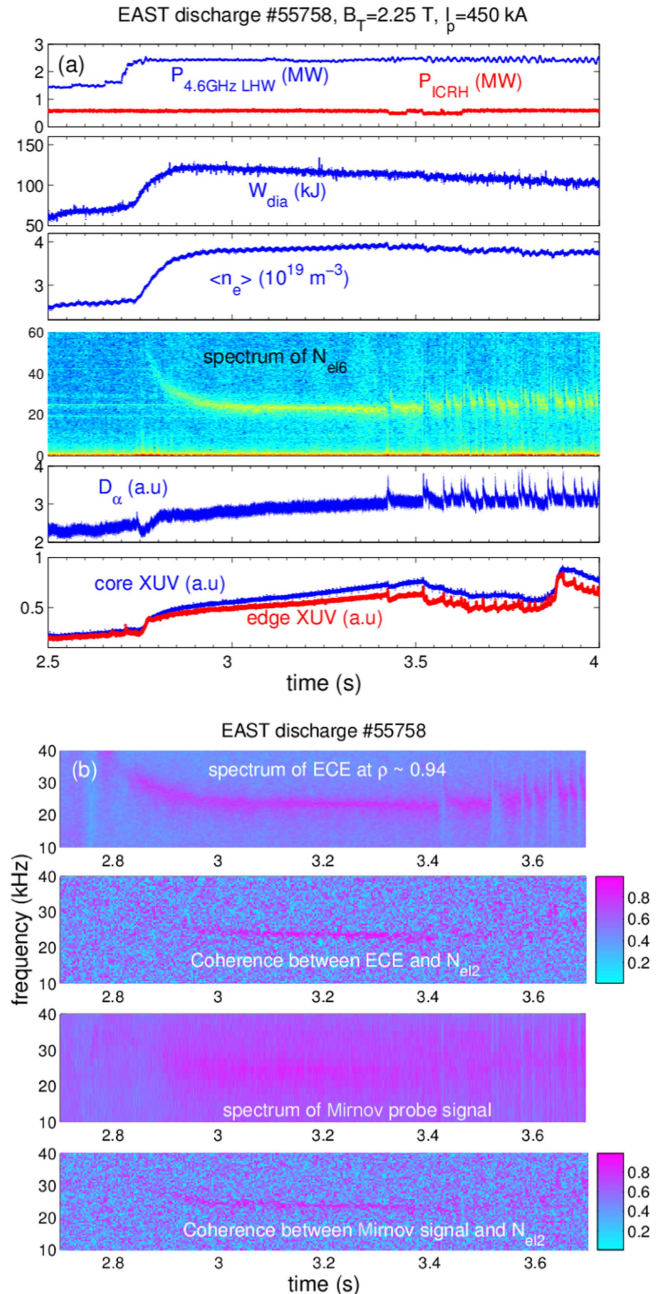 EAST discharge #55758, B_T=2.25 T, I_p=450 kA
(a)
3
2
1
0
P_4.6GHz LHW (MW)
P_ICRH (MW)
150
100
50
W_dia (kJ)
4
3
<n_e> (10^19 m^−3)
60
40
20
0
spectrum of N_el6
4
3
2
D_α (a.u)
1
0.5
core XUV (a.u)
edge XUV (a.u)
2.5 3 3.5 4
time (s)
EAST discharge #55758
(b)
frequency (kHz)
40
30
20
10
spectrum of ECE at ρ ~ 0.94
2.8 3 3.2 3.4 3.6
40
30
20
10
Coherence between ECE and N_el2
0.8
0.6
0.4
0.2
2.8 3 3.2 3.4 3.6
40
30
20
10
spectrum of Mirnov probe signal
2.8 3 3.2 3.4 3.6
40
30
20
10
Coherence between Mirnov signal and N_el2
0.8
0.6
0.4
0.2
2.8 3 3.2 3.4 3.6
time (s)